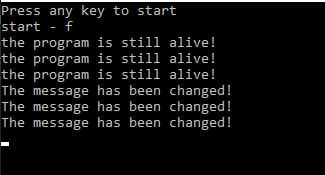 Press any key to start
start - f
the program is still alive!
the program is still alive!
the program is still alive!
The message has been changed!
The message has been changed!
The message has been changed!